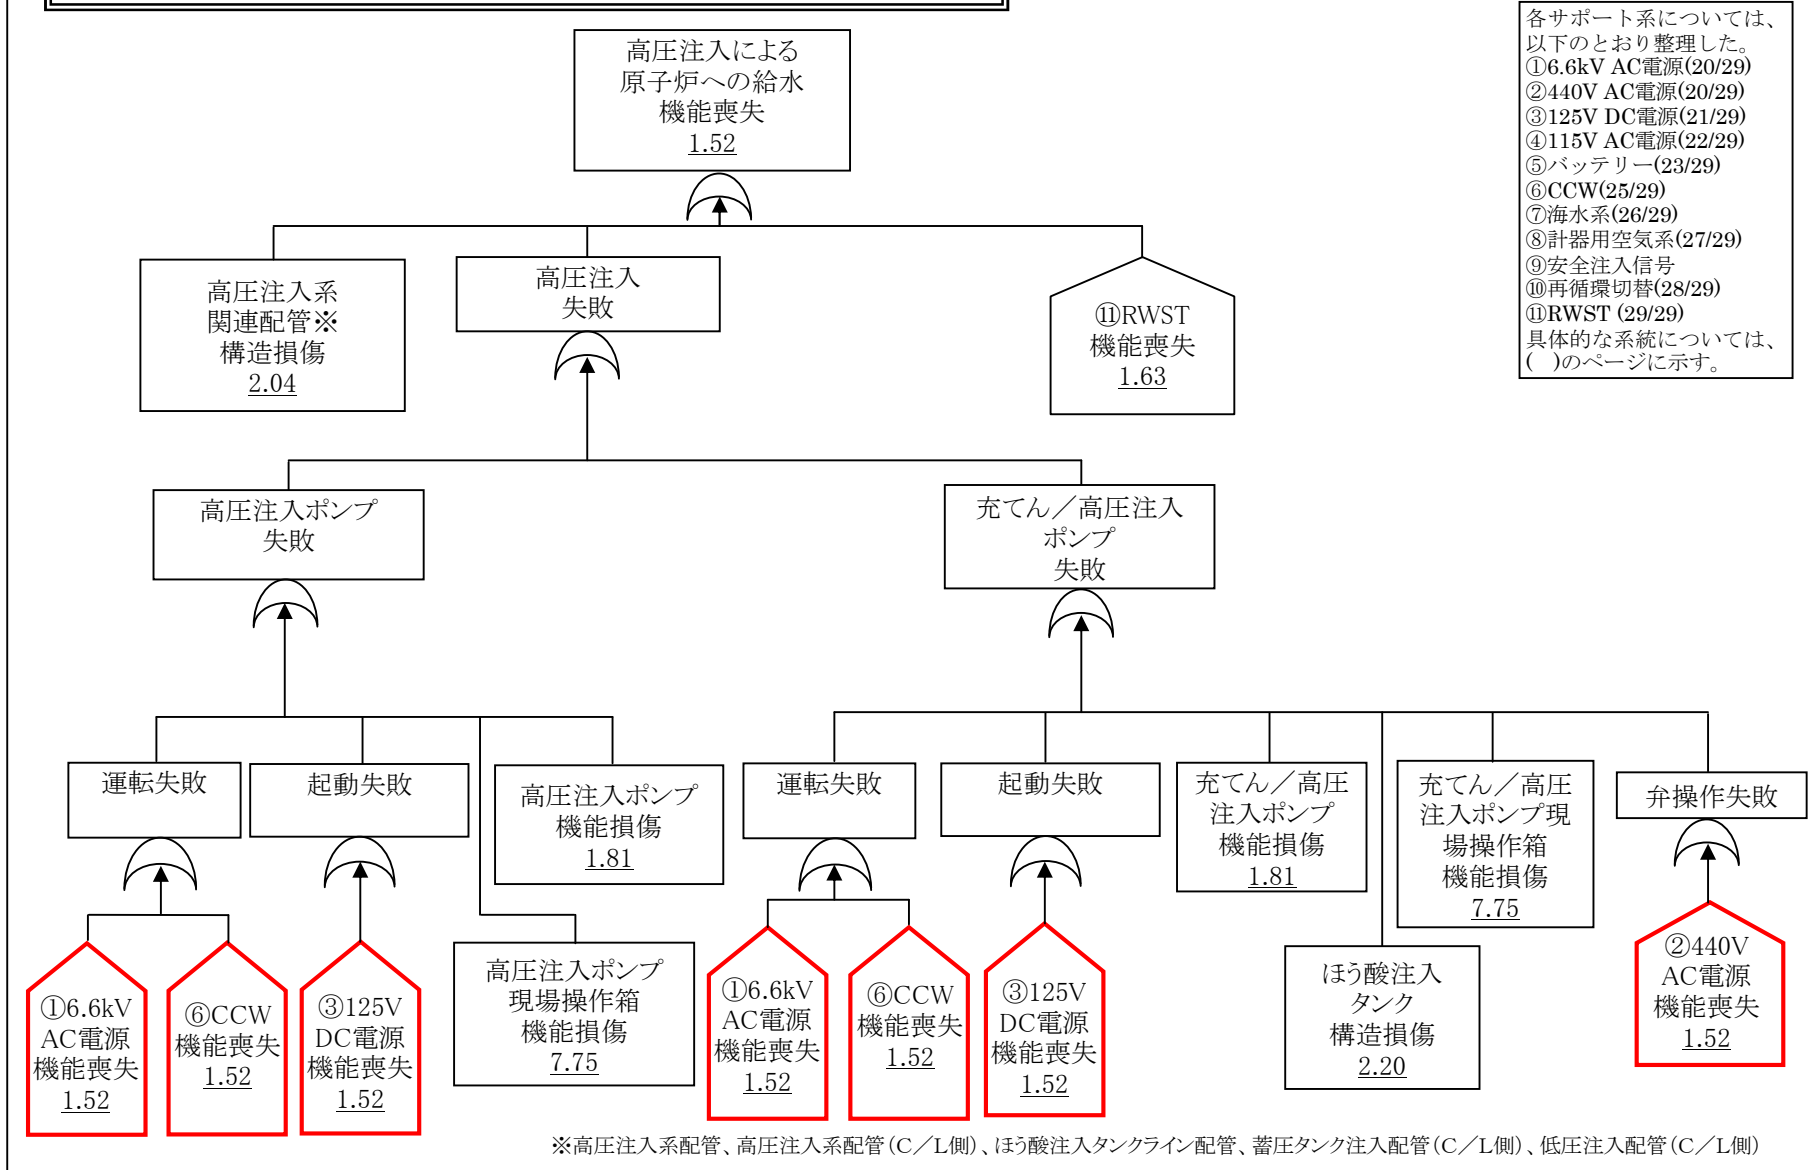 高圧注入による
原子炉への給水
機能喪失
1.52
各サポート系については、
以下のとおり整理した。
①6.6kV AC電源(20/29)
②440V AC電源(20/29)
③125V DC電源(21/29)
④115V AC電源(22/29)
⑤バッテリー(23/29)
⑥CCW(25/29)
⑦海水系(26/29)
⑧計器用空気系(27/29)
⑨安全注入信号
⑩再循環切替(28/29)
⑪RWST (29/29)
具体的な系統については、
(　)のページに示す。
高圧注入系
関連配管※
構造損傷
2.04
高圧注入
失敗
⑪RWST
機能喪失
1.63
高圧注入ポンプ
失敗
充てん／高圧注入
ポンプ
失敗
運転失敗
起動失敗
高圧注入ポンプ
機能損傷
1.81
運転失敗
起動失敗
充てん／高圧
注入ポンプ
機能損傷
1.81
充てん／高圧
注入ポンプ現
場操作箱
機能損傷
7.75
弁操作失敗
①6.6kV
AC電源
機能喪失
1.52
⑥CCW
機能喪失
1.52
③125V
DC電源
機能喪失
1.52
高圧注入ポンプ
現場操作箱
機能損傷
7.75
①6.6kV
AC電源
機能喪失
1.52
⑥CCW
機能喪失
1.52
③125V
DC電源
機能喪失
1.52
ほう酸注入
タンク
構造損傷
2.20
②440V
AC電源
機能喪失
1.52
※高圧注入系配管、高圧注入系配管（C／L側）、ほう酸注入タンクライン配管、蓄圧タンク注入配管（C／L側）、低圧注入配管（C／L側）